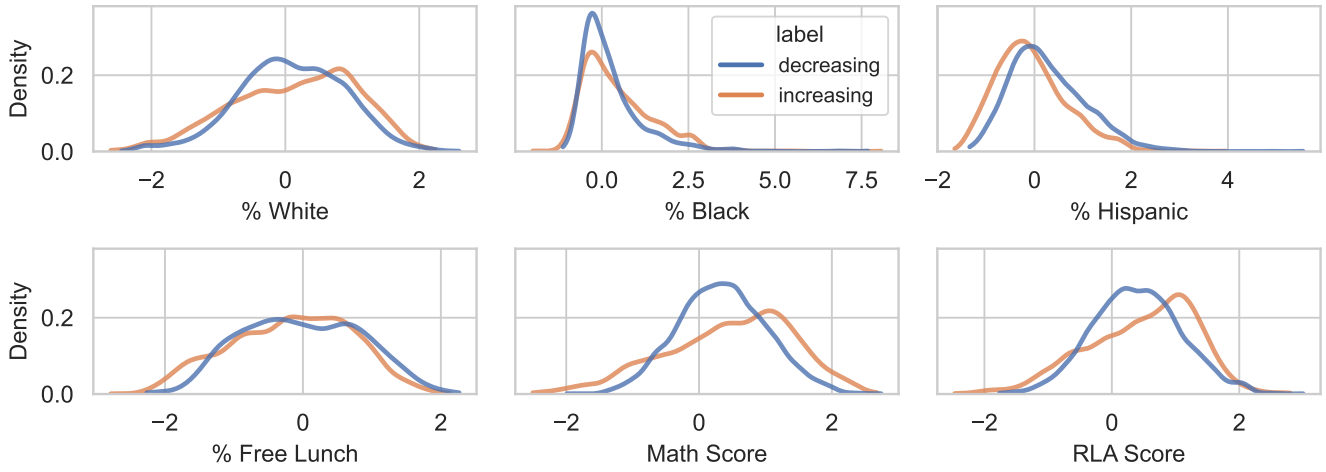 Density
0.2
0.0
−2
0
2
% White
label
decreasing
increasing
0.0
2.5
5.0
7.5
% Black
−2
0
2
4
% Hispanic
Density
0.2
0.0
−2
0
2
% Free Lunch
−2
0
2
Math Score
−2
0
2
RLA Score